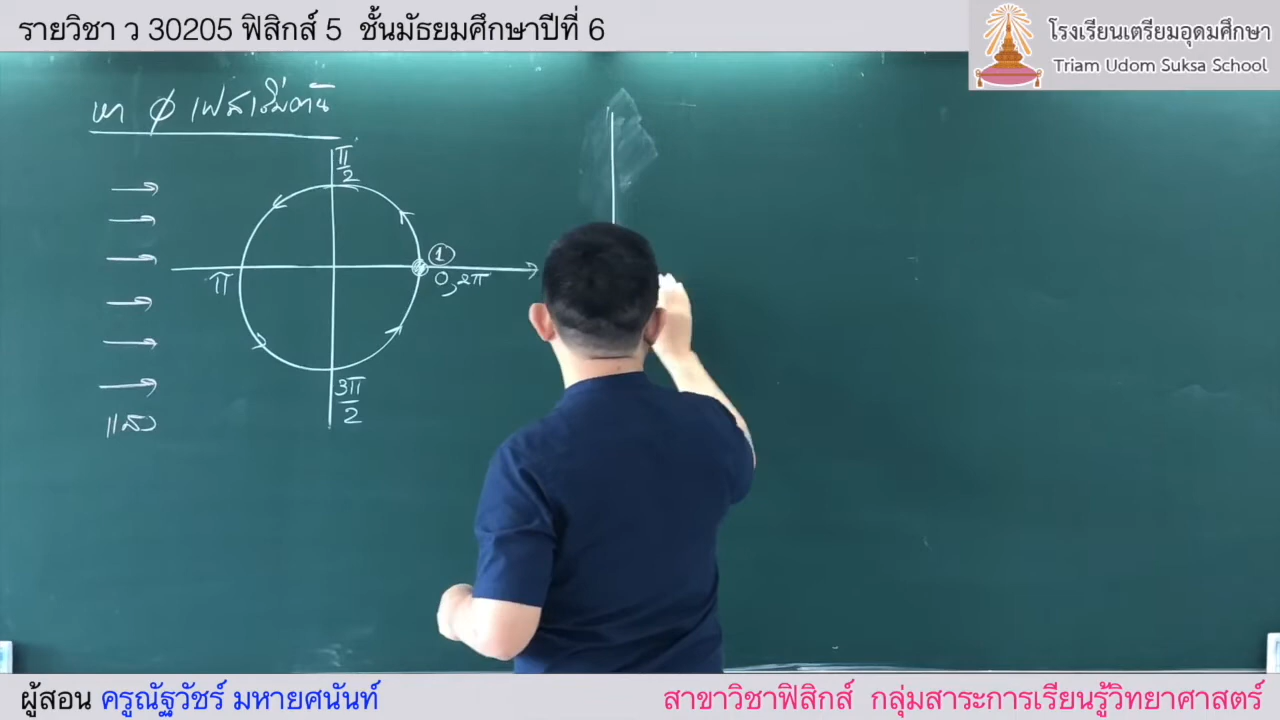 รายวิชา ว 30205 ฟิสิกส์ 5 ชั้นมัธยมศึกษาปีที่ 6
โรงเรียนเตรียมอุดมศึกษา
Triam Udom Suksa School
หา φ เฟสเริ่มต้น
π/2
1
π
0, 2π
3π/2
แสง
ผู้สอน ครูณัฐวัชร์ มหายศนันท์
สาขาวิชาฟิสิกส์ กลุ่มสาระการเรียนรู้วิทยาศาสตร์